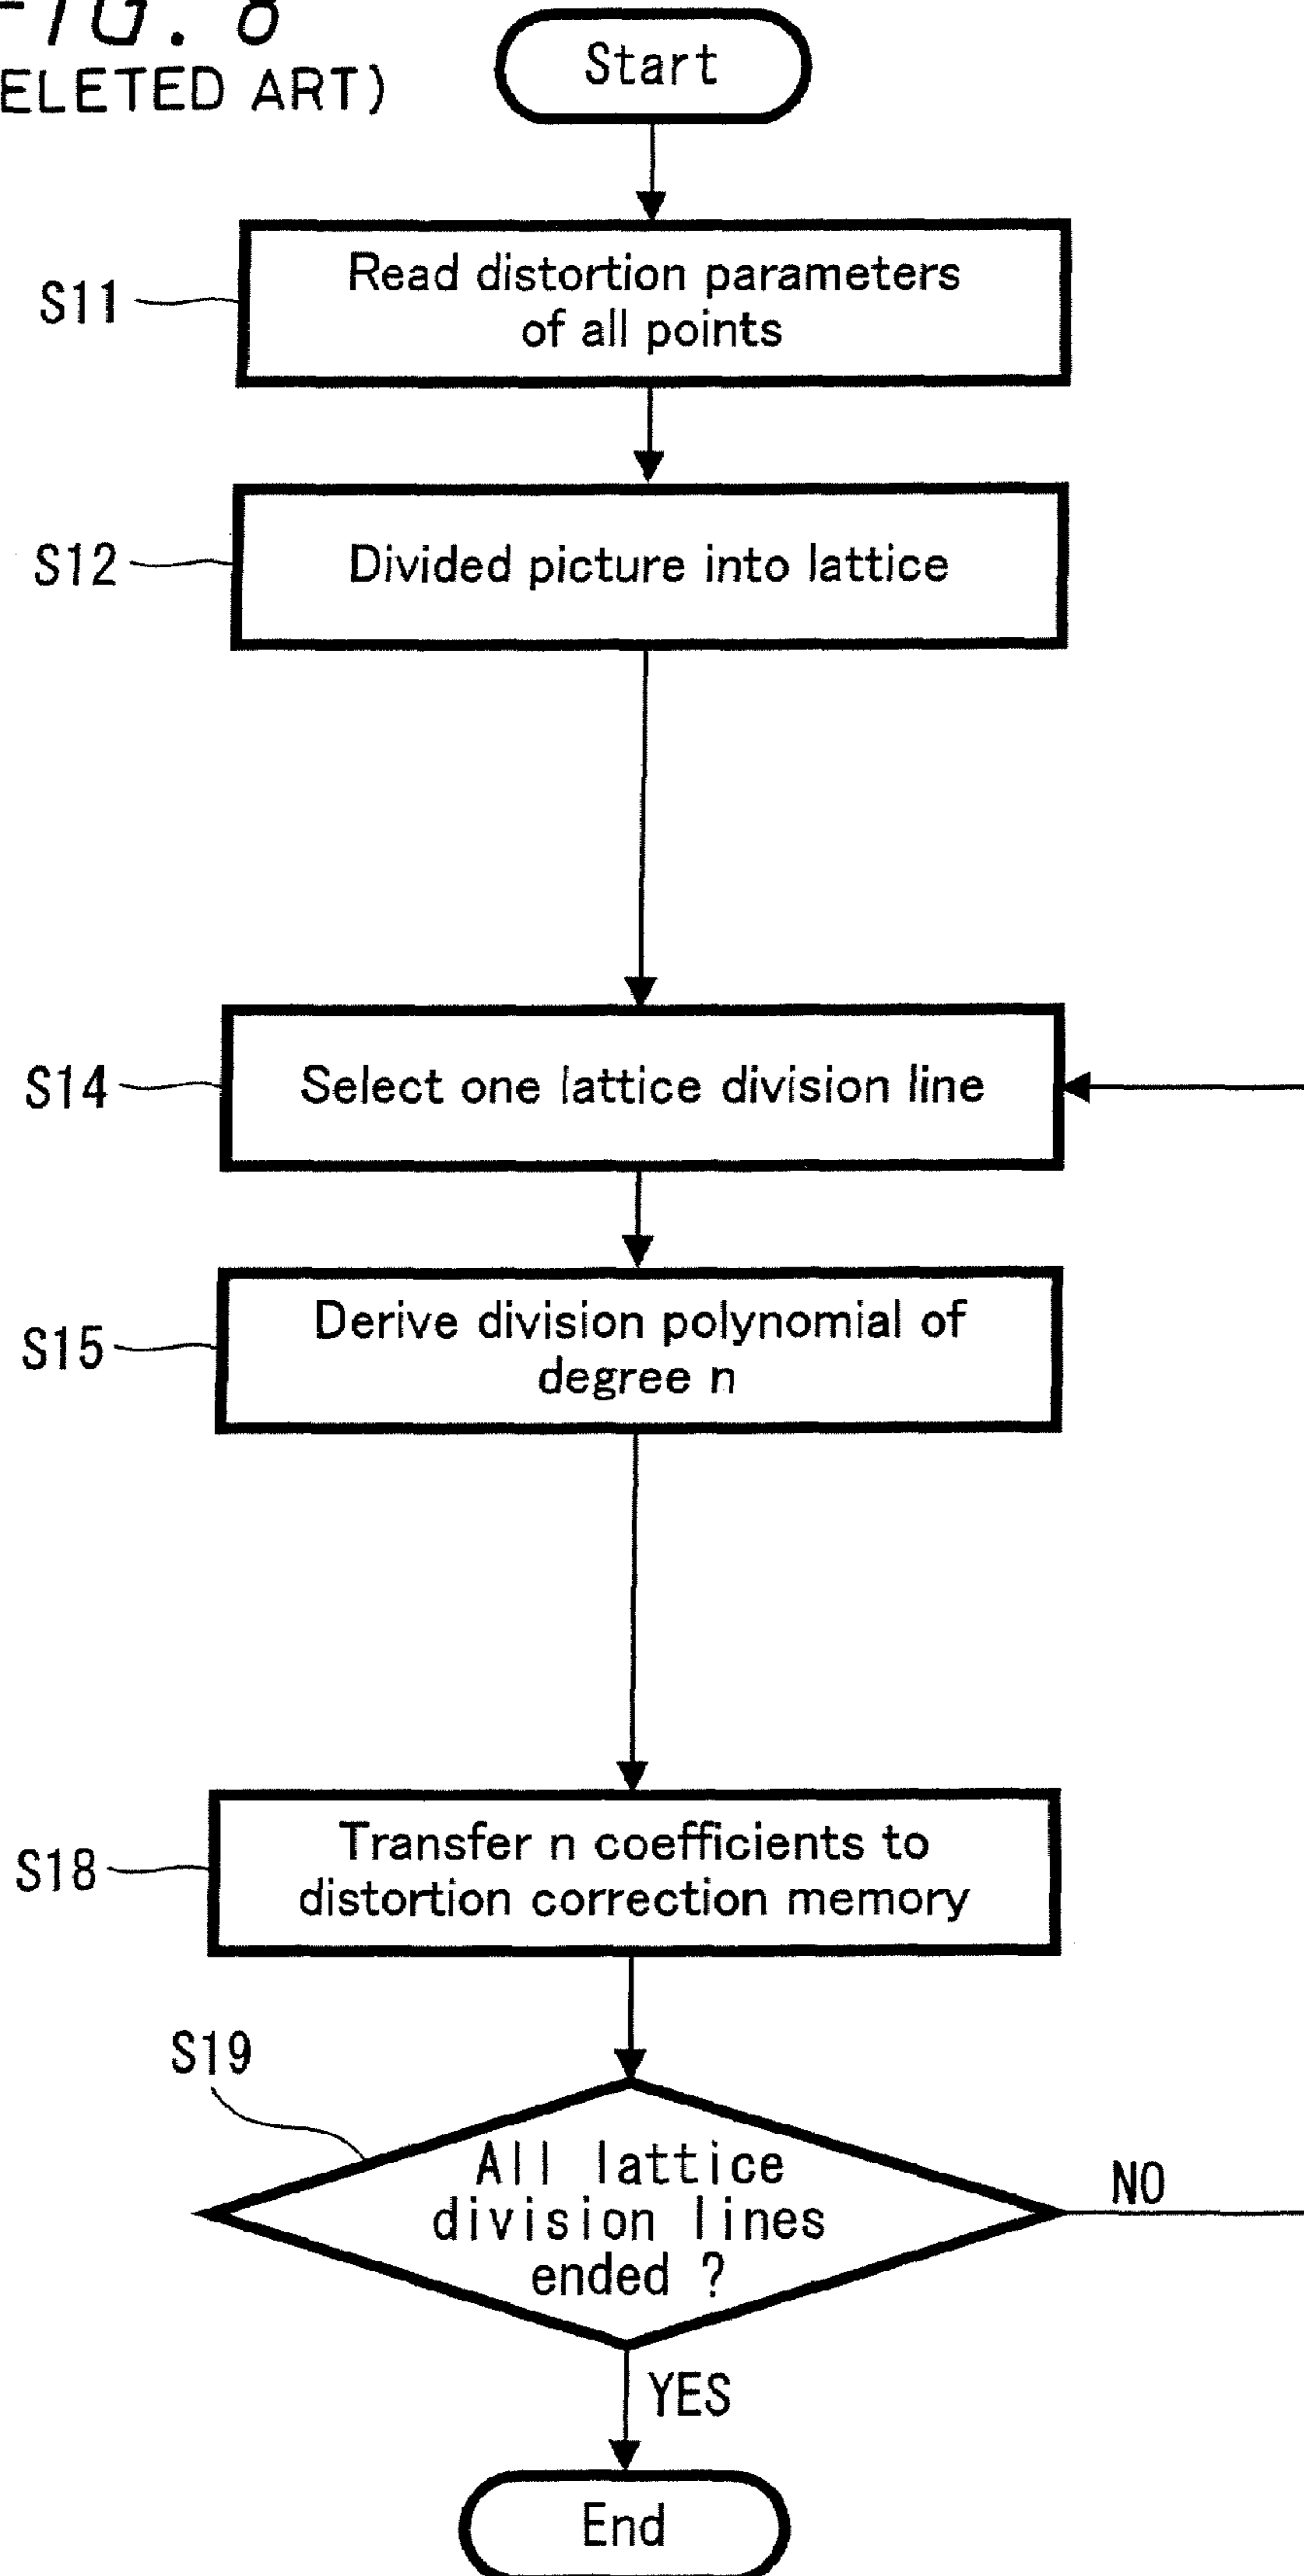 FIG. 8
ELETED ART)
Start
S11
Read distortion parameters
of all points
S12
Divided picture into lattice
S14
Select one lattice division line
S15
Derive division polynomial of
degree n
S18
Transfer n coefficients to
distortion correction memory
S19
All lattice
division lines
ended ?
NO
YES
End